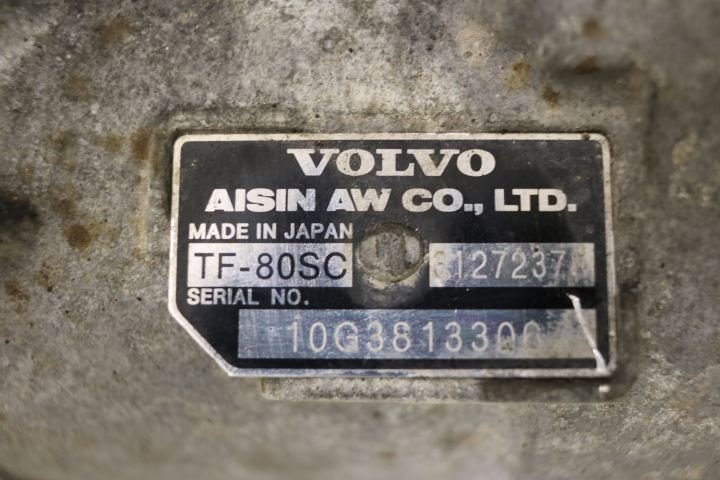 VOLVO
AISIN AW CO., LTD.
MADE IN JAPAN
TF-80SC
SERIAL NO.